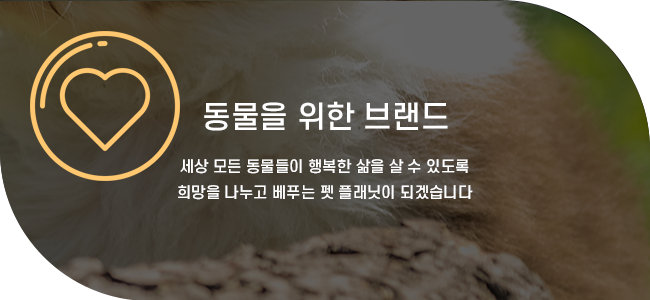 동물을 위한 브랜드
세상 모든 동물들이 행복한 삶을 살 수 있도록
희망을 나누고 베푸는 펫 플래닛이 되겠습니다